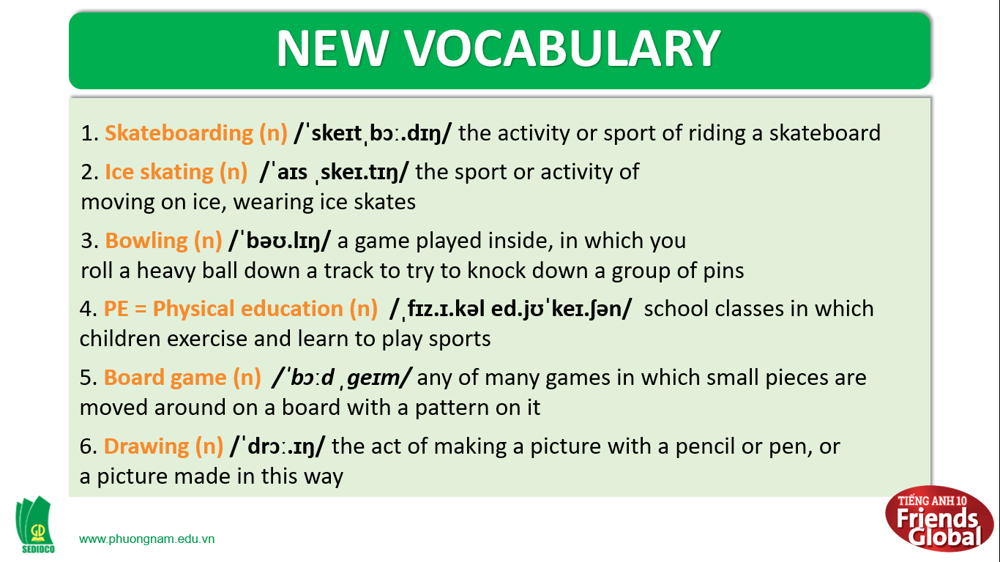 NEW VOCABULARY
1. Skateboarding (n) /ˈskeɪtˌbɔː.dɪŋ/ the activity or sport of riding a skateboard
2. Ice skating (n) /ˈaɪs ˌskeɪ.tɪŋ/ the sport or activity of
moving on ice, wearing ice skates
3. Bowling (n) /ˈbəʊ.lɪŋ/ a game played inside, in which you
roll a heavy ball down a track to try to knock down a group of pins
4. PE = Physical education (n) /ˌfɪz.ɪ.kəl ed.jʊˈkeɪ.ʃən/ school classes in which
children exercise and learn to play sports
5. Board game (n) /ˈbɔːd ˌɡeɪm/ any of many games in which small pieces are
moved around on a board with a pattern on it
6. Drawing (n) /ˈdrɔː.ɪŋ/ the act of making a picture with a pencil or pen, or
a picture made in this way
GD
SEDIDCO
www.phuongnam.edu.vn
TIẾNG ANH 10
Friends
Global